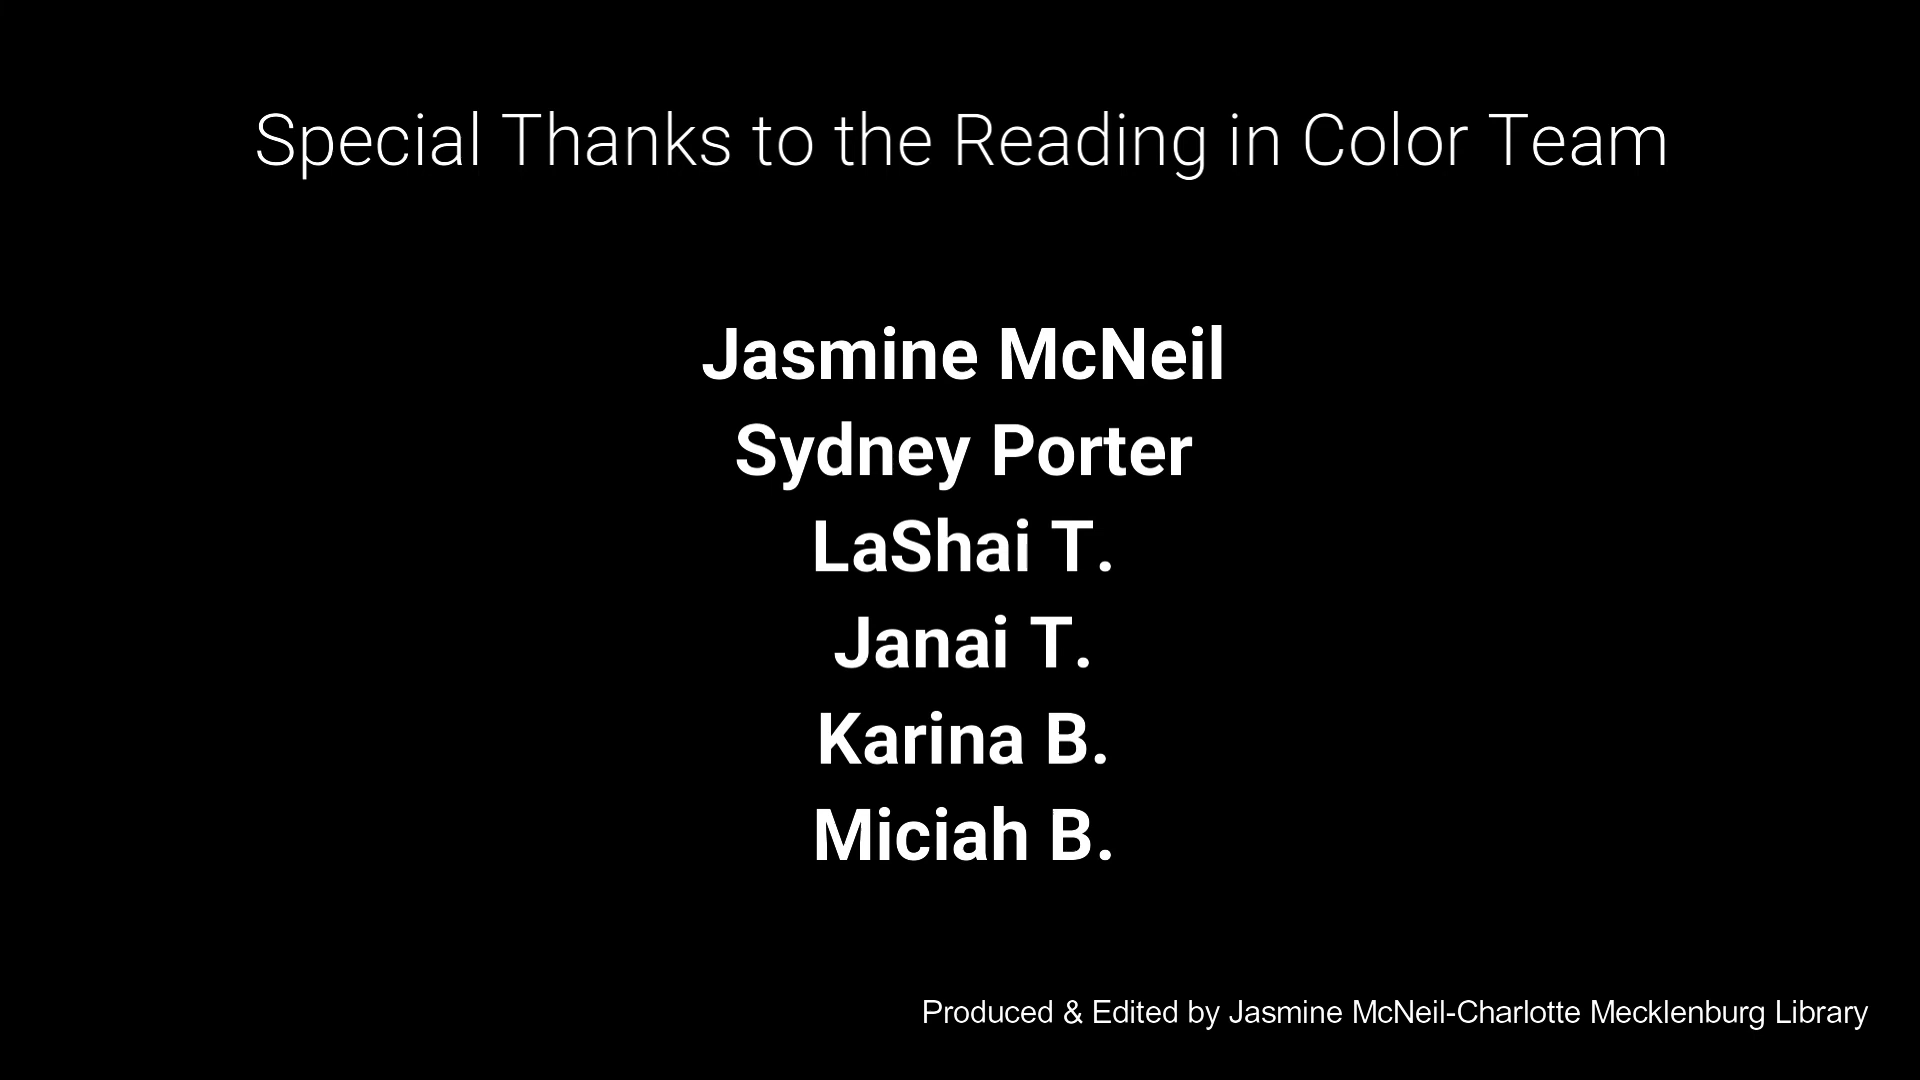 Special Thanks to the Reading in Color Team
Jasmine McNeil
Sydney Porter
LaShai T.
Janai T.
Karina B.
Miciah B.
Produced & Edited by Jasmine McNeil-Charlotte Mecklenburg Library